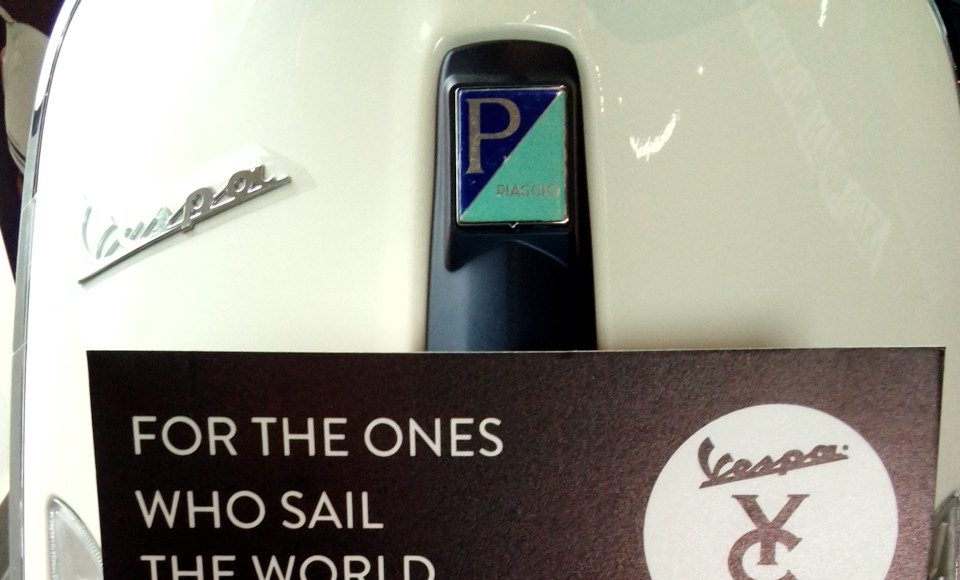 Vespa
P
PIAGGIO
FOR THE ONES
WHO SAIL
THE WORLD
Vespa
Y
C